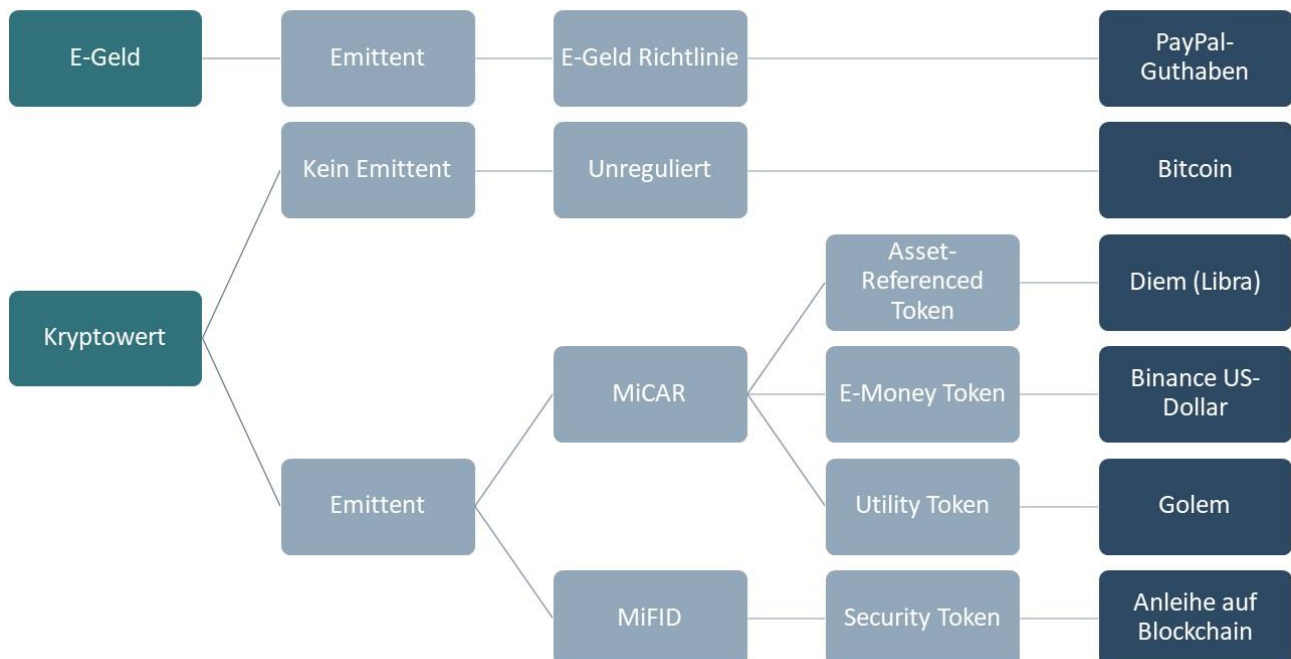 E-Geld
Emittent
E-Geld Richtlinie
PayPal-
Guthaben
Kein Emittent
Unreguliert
Bitcoin
Kryptowert
Asset-
Referenced
Token
Diem (Libra)
MiCAR
E-Money Token
Binance US-
Dollar
Emittent
Utility Token
Golem
MiFID
Security Token
Anleihe auf
Blockchain